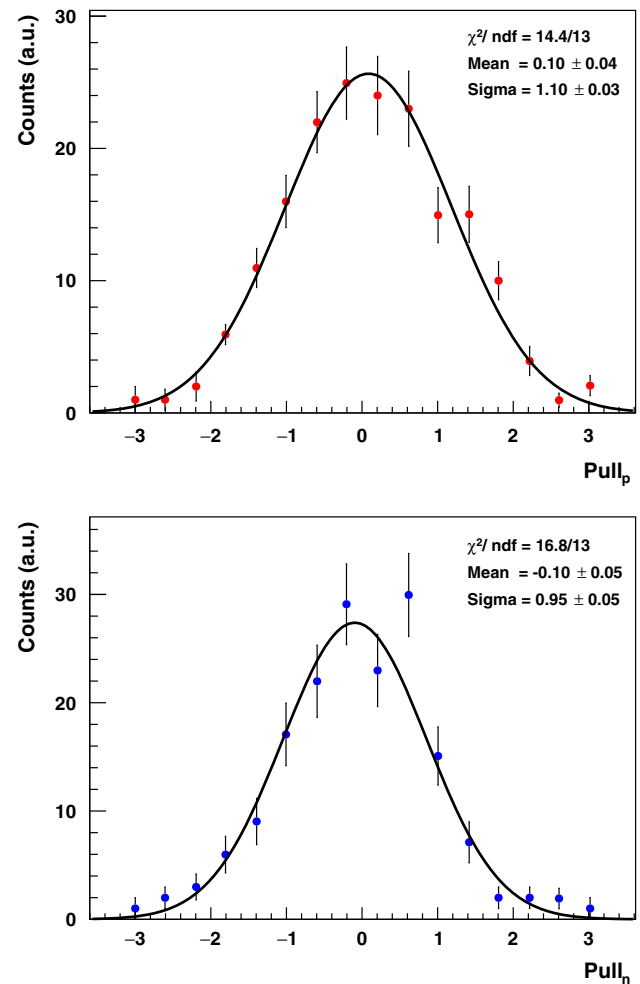 30
20
10
0
Counts (a.u.)
χ²/ ndf = 14.4/13
Mean = 0.10 ± 0.04
Sigma = 1.10 ± 0.03
−3 −2 −1 0 1 2 3
Pullₚ
30
20
10
0
Counts (a.u.)
χ²/ ndf = 16.8/13
Mean = -0.10 ± 0.05
Sigma = 0.95 ± 0.05
−3 −2 −1 0 1 2 3
Pullₙ